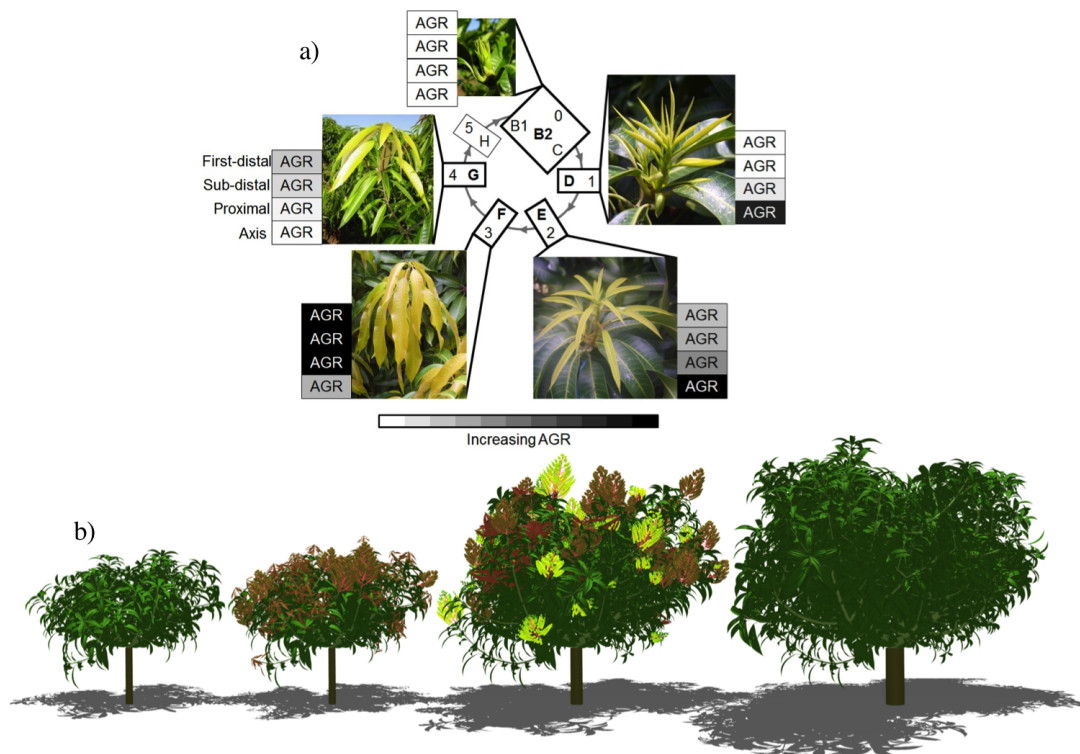 a)
AGR
AGR
AGR
AGR
0
B1 B2
C
5
H
First-distal AGR
Sub-distal AGR
Proximal AGR
Axis AGR
4 G
D 1
AGR
AGR
AGR
AGR
F
3
E
2
AGR
AGR
AGR
AGR
AGR
AGR
AGR
AGR
Increasing AGR
b)